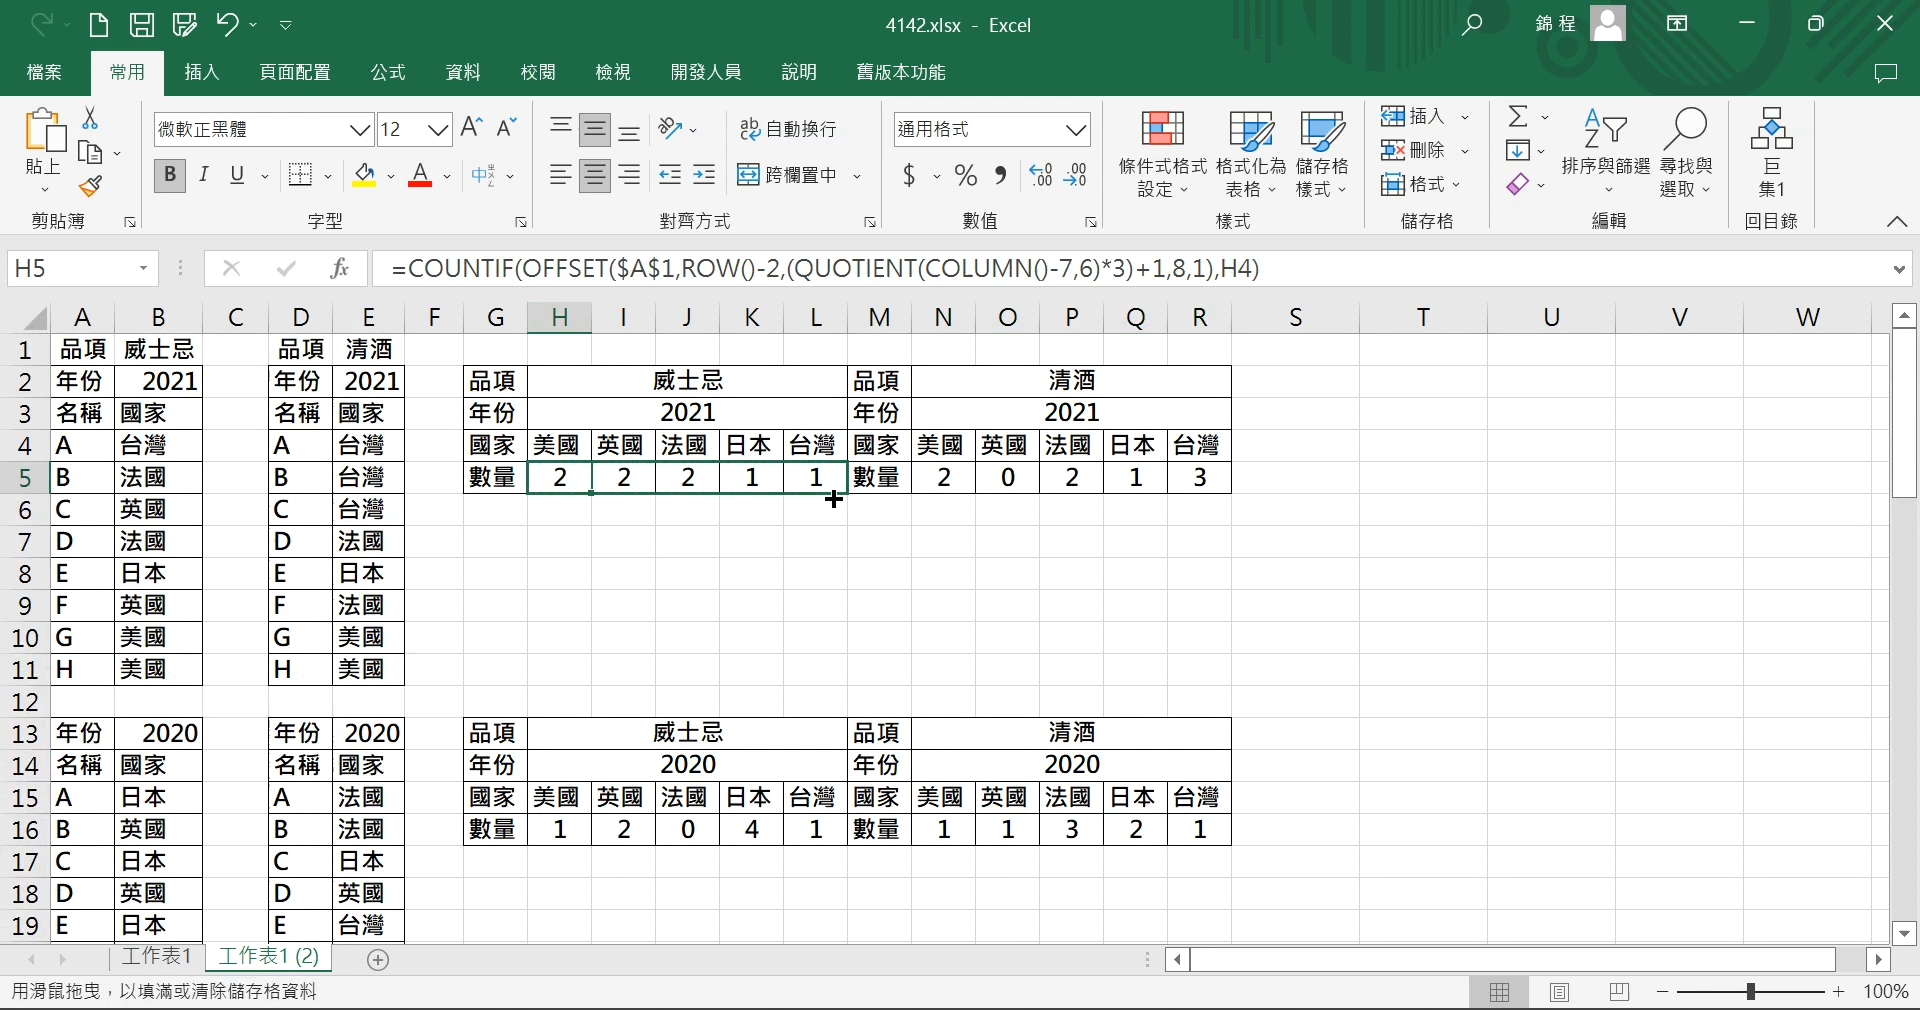 4142.xlsx - Excel
錦 程
檔案 常用 插入 頁面配置 公式 資料 校閱 檢視 開發人員 說明 舊版本功能
貼上
剪貼簿
微軟正黑體 12
B I U
字型
自動換行
跨欄置中
對齊方式
通用格式
$ % 9 .00 .00
數值
條件式格式設定 格式化為表格 儲存格樣式
樣式
插入
刪除
格式
儲存格
排序與篩選 尋找與選取
編輯
巨集1
回目錄
H5 fx =COUNTIF(OFFSET($A$1,ROW()-2,(QUOTIENT(COLUMN()-7,6)*3)+1,8,1),H4)
A B C D E F G H I J K L M N O P Q R S T U V W
1 品項 威士忌 品項 清酒
2 年份 2021 年份 2021 品項 威士忌 品項 清酒
3 名稱 國家 名稱 國家 年份 2021 年份 2021
4 A 台灣 A 台灣 國家 美國 英國 法國 日本 台灣 國家 美國 英國 法國 日本 台灣
5 B 法國 B 台灣 數量 2 2 2 1 1 數量 2 0 2 1 3
6 C 英國 C 台灣
7 D 法國 D 法國
8 E 日本 E 日本
9 F 英國 F 法國
10 G 美國 G 美國
11 H 美國 H 美國
12
13 年份 2020 年份 2020 品項 威士忌 品項 清酒
14 名稱 國家 名稱 國家 年份 2020 年份 2020
15 A 日本 A 法國 國家 美國 英國 法國 日本 台灣 國家 美國 英國 法國 日本 台灣
16 B 英國 B 法國 數量 1 2 0 4 1 數量 1 1 3 2 1
17 C 日本 C 日本
18 D 英國 D 英國
19 E 日本 E 台灣
工作表1 工作表1 (2)
用滑鼠拖曳，以填滿或清除儲存格資料
100%